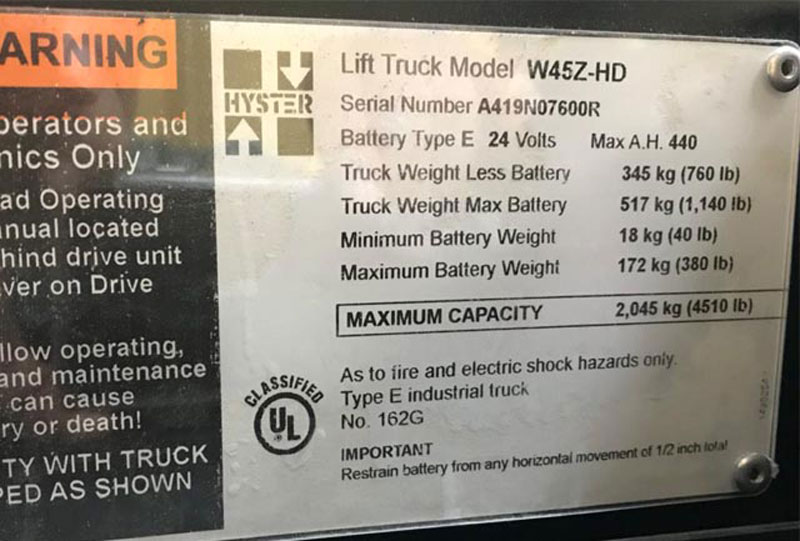 ARNING
perators and
nics Only
ad Operating
nual located
hind drive unit
ver on Drive
llow operating,
and maintenance
can cause
ry or death!
TY WITH TRUCK
PED AS SHOWN
HYSTER
Lift Truck Model W45Z-HD
Serial Number A419N07600R
Battery Type E 24 Volts Max A.H. 440
Truck Weight Less Battery 345 kg (760 lb)
Truck Weight Max Battery 517 kg (1,140 lb)
Minimum Battery Weight 18 kg (40 lb)
Maximum Battery Weight 172 kg (380 lb)
MAXIMUM CAPACITY 2,045 kg (4510 lb)
CLASSIFIED
UL ®
As to fire and electric shock hazards only.
Type E industrial truck
No. 162G
IMPORTANT
Restrain battery from any horizontal movement of 1/2 inch total